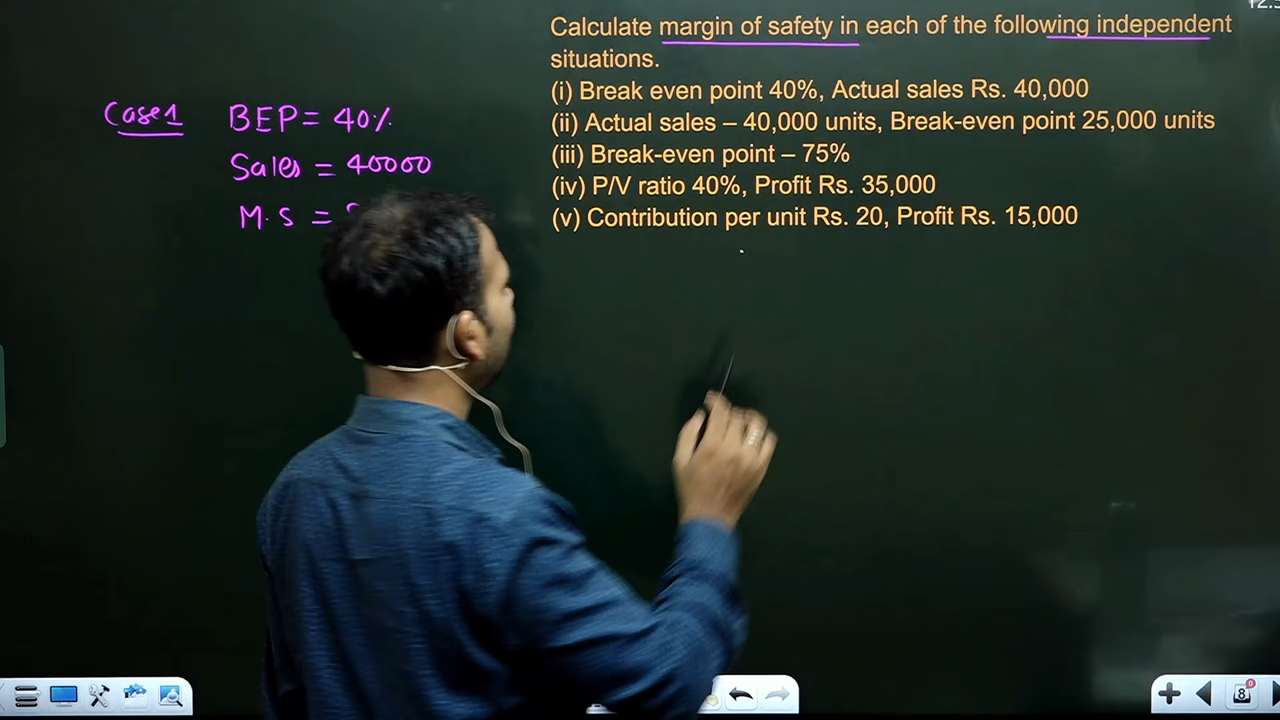 Calculate margin of safety in each of the following independent
situations.
(i) Break even point 40%, Actual sales Rs. 40,000
(ii) Actual sales – 40,000 units, Break-even point 25,000 units
(iii) Break-even point – 75%
(iv) P/V ratio 40%, Profit Rs. 35,000
(v) Contribution per unit Rs. 20, Profit Rs. 15,000
Case 1 BEP = 40%
Sales = 40000
M.S =
8